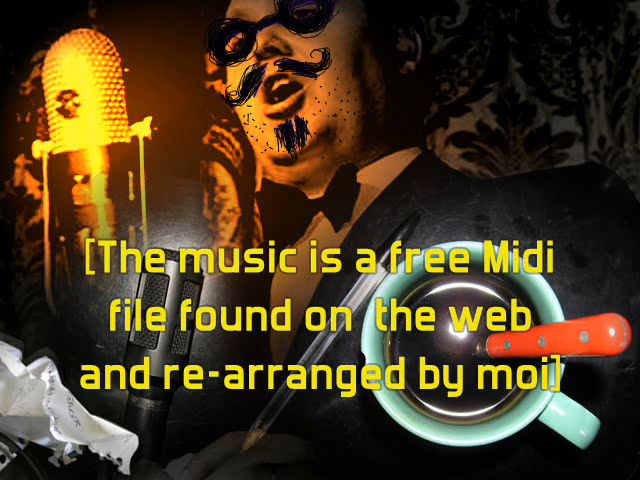 [The music is a free Midi
file found on the web
and re-arranged by moi]